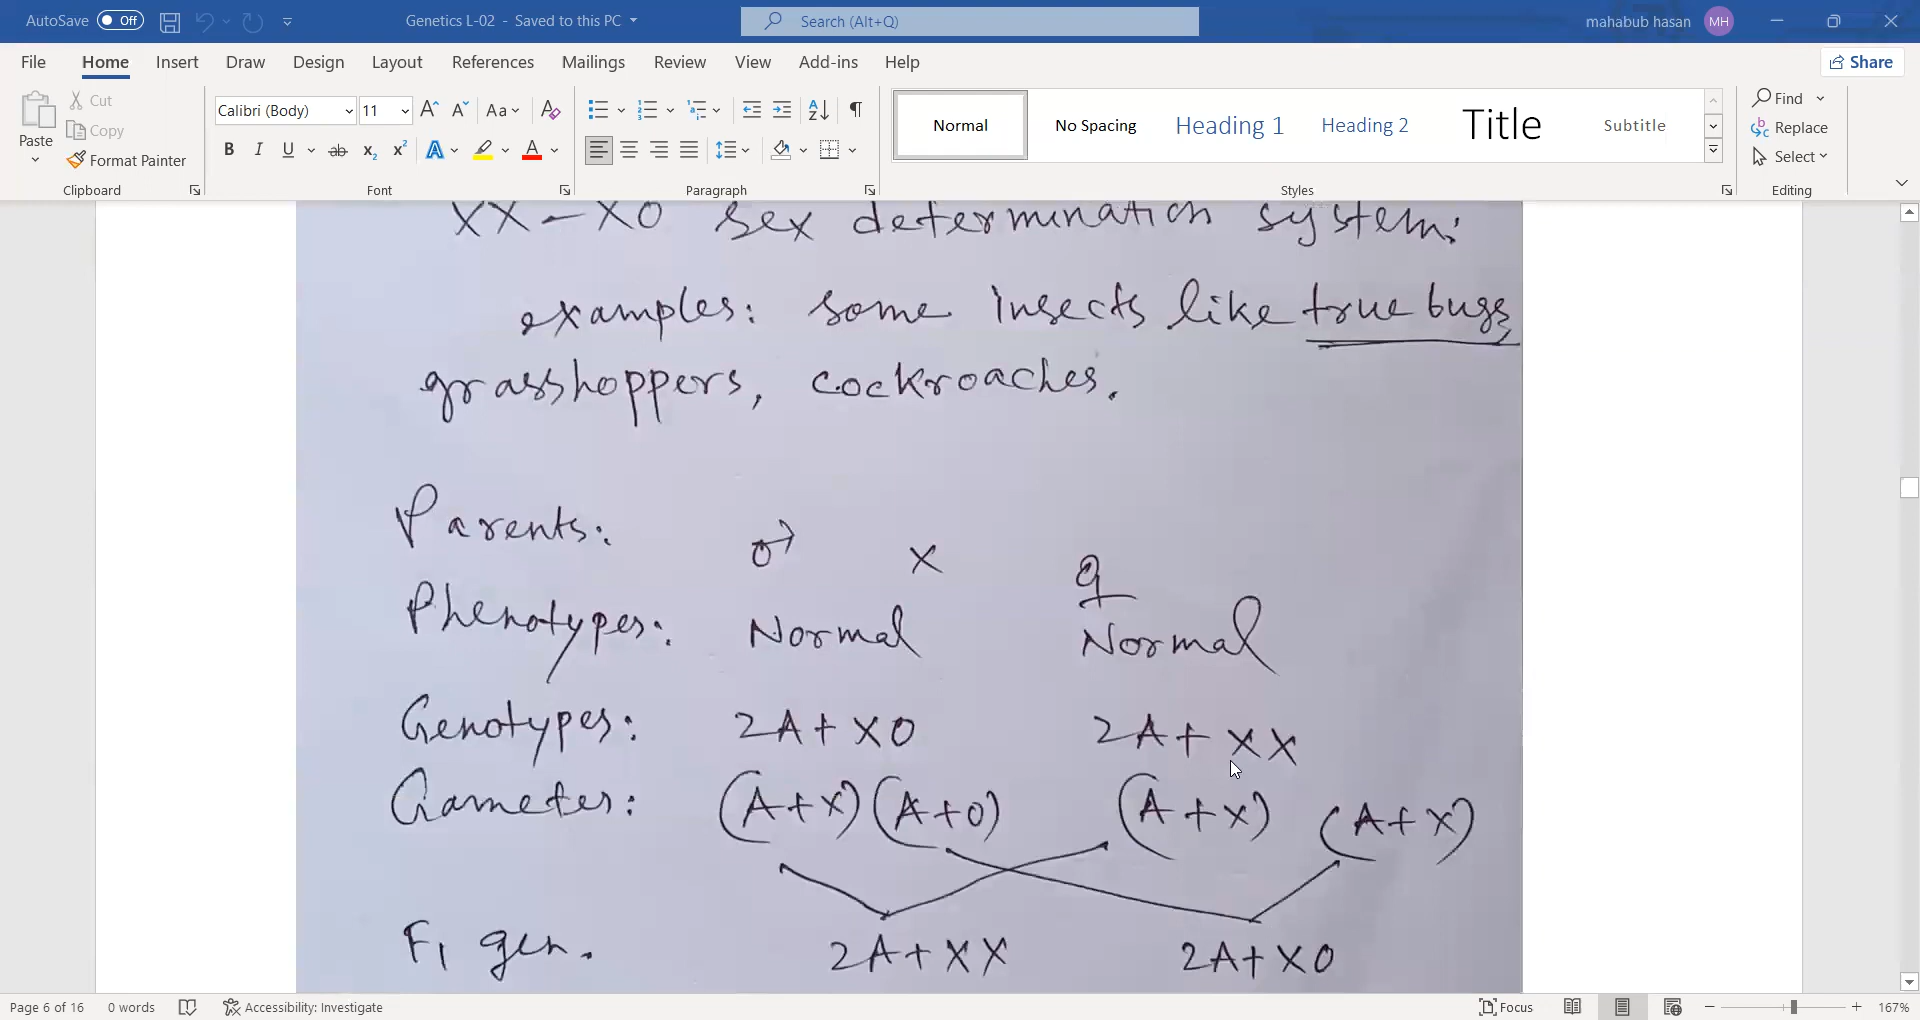 AutoSave Off Genetics L-02 - Saved to this PC Search (Alt+Q) mahabub hasan MH
File Home Insert Draw Design Layout References Mailings Review View Add-ins Help Share
Cut
Copy
Format Painter
Paste
Clipboard
Calibri (Body) 11 A A Aa A
B I U ab x2 x2 A A
Font
Paragraph
Normal No Spacing Heading 1 Heading 2 Title Subtitle
Styles
Find
Replace
Select
Editing
XX - XO sex determination system:
examples: some insects like true bugs
grasshoppers, cockroaches.
Parents: ♂ X ♀
Phenotypes: Normal Normal
Genotypes: 2A+XO 2A+XX
Gametes: (A+X) (A+O) (A+X) (A+X)
F1 gen. 2A+XX 2A+XO
Page 6 of 16 0 words Accessibility: Investigate Focus 167%